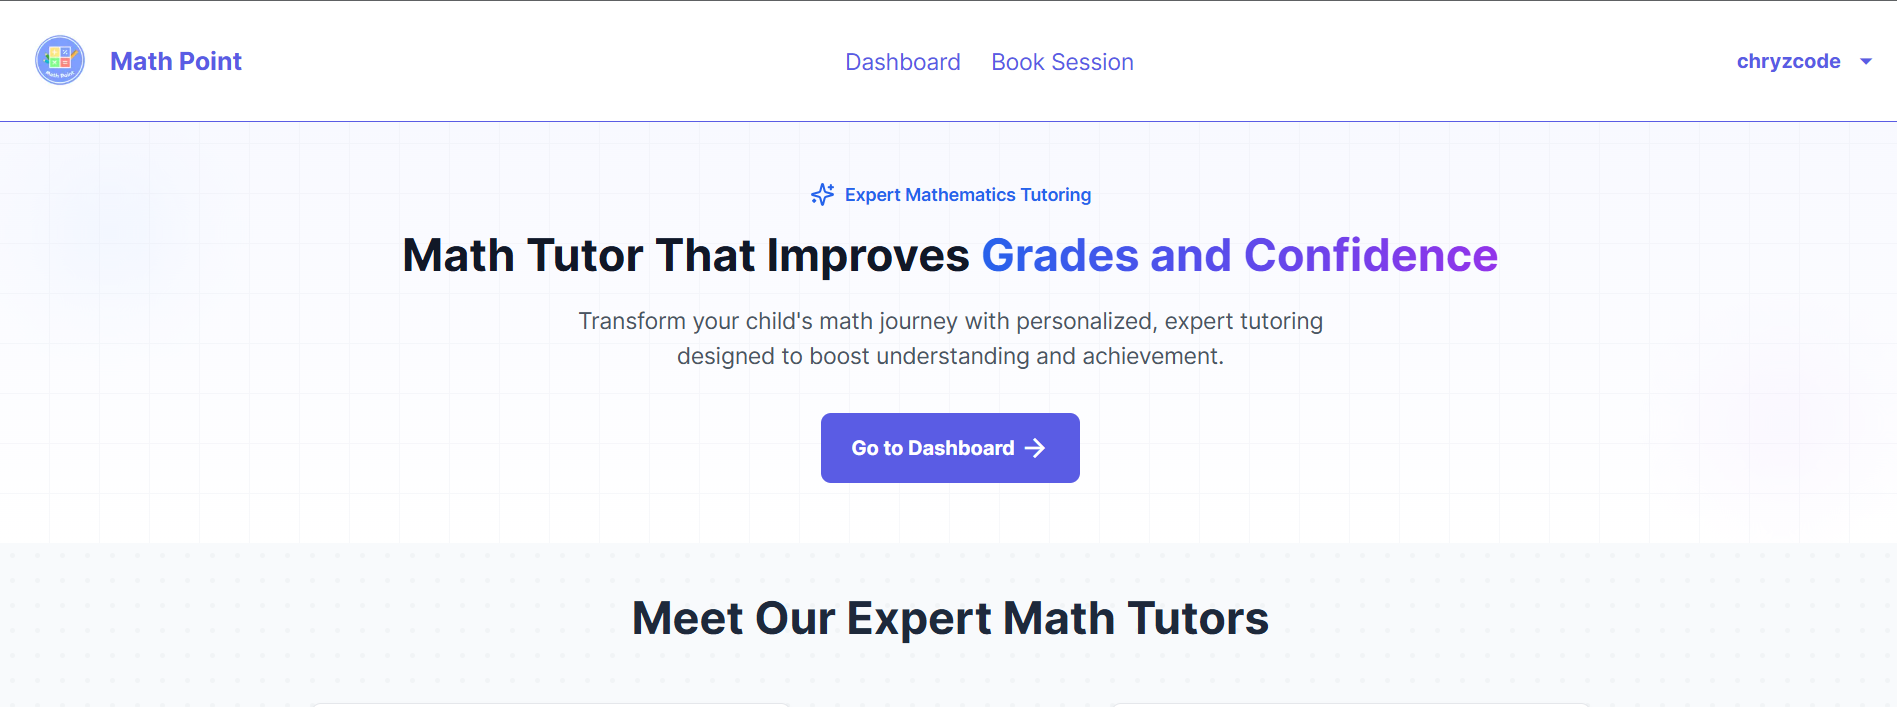 Math Point
Math Point
Dashboard
Book Session
chryzcode
Expert Mathematics Tutoring
Math Tutor That Improves Grades and Confidence
Transform your child's math journey with personalized, expert tutoring
designed to boost understanding and achievement.
Go to Dashboard
Meet Our Expert Math Tutors